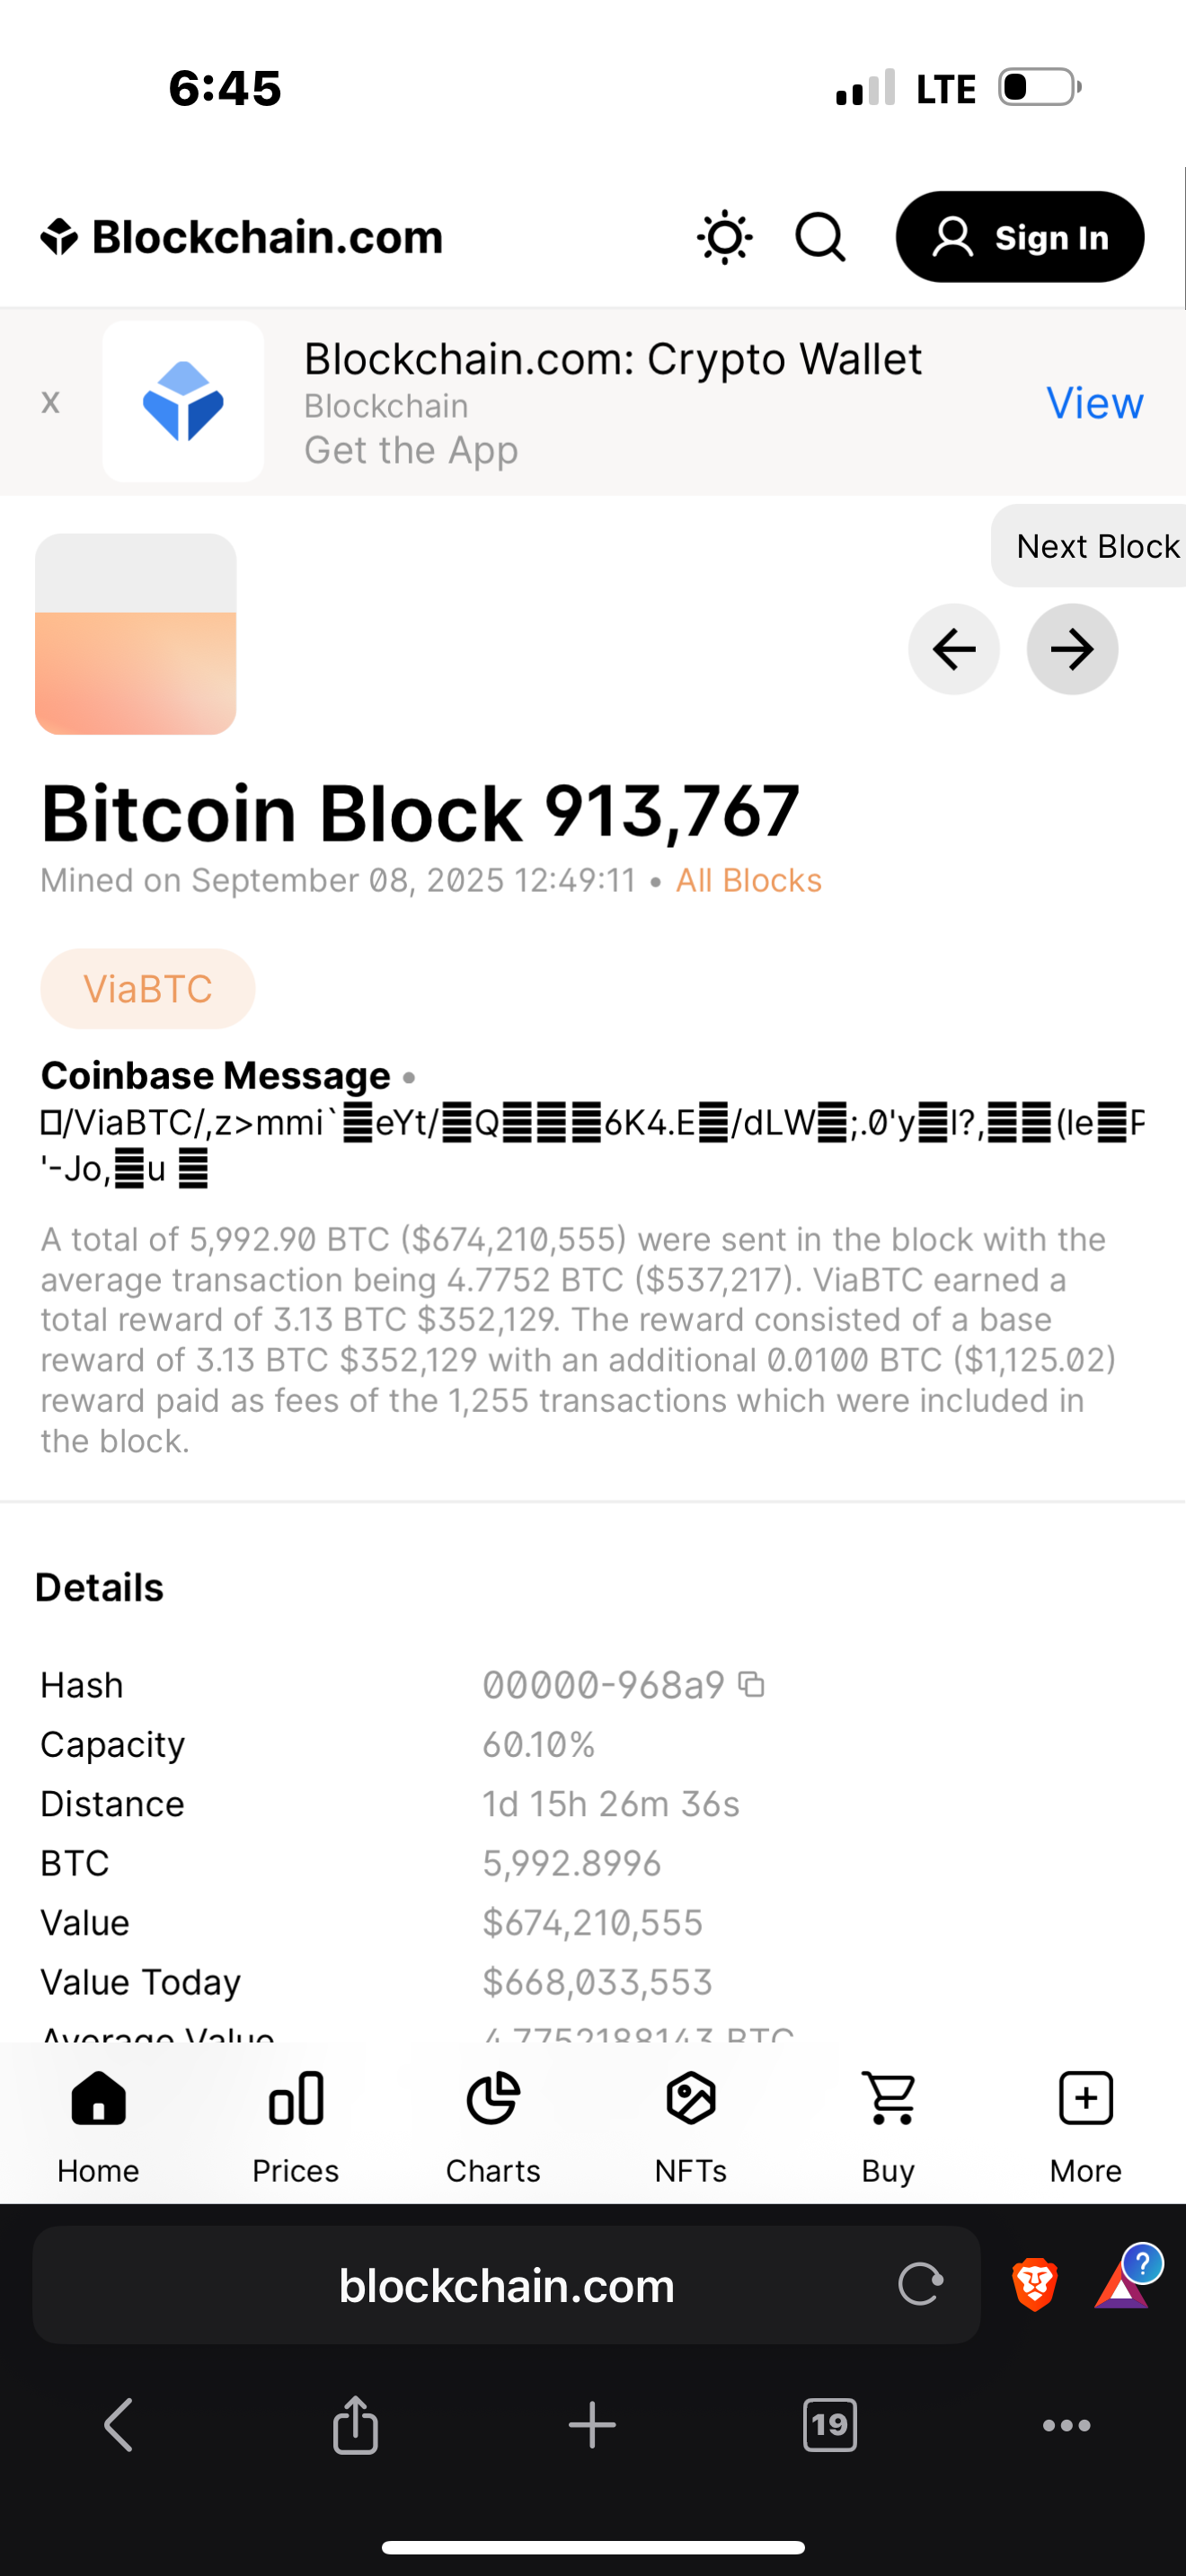 6:45
LTE
Blockchain.com
Sign In
x
Blockchain.com: Crypto Wallet
Blockchain
Get the App
View
Next Block
Bitcoin Block 913,767
Mined on September 08, 2025 12:49:11 • All Blocks
ViaBTC
Coinbase Message •
/ViaBTC/,z>mmi`eYt/Q6K4.E/dLW;.0'yl?,(le
'-Jo,u
A total of 5,992.90 BTC ($674,210,555) were sent in the block with the
average transaction being 4.7752 BTC ($537,217). ViaBTC earned a
total reward of 3.13 BTC $352,129. The reward consisted of a base
reward of 3.13 BTC $352,129 with an additional 0.0100 BTC ($1,125.02)
reward paid as fees of the 1,255 transactions which were included in
the block.
Details
Hash 00000-968a9
Capacity 60.10%
Distance 1d 15h 26m 36s
BTC 5,992.8996
Value $674,210,555
Value Today $668,033,553
Average Value 4.7752188143 BTC
Home Prices Charts NFTs Buy More
blockchain.com
?
19